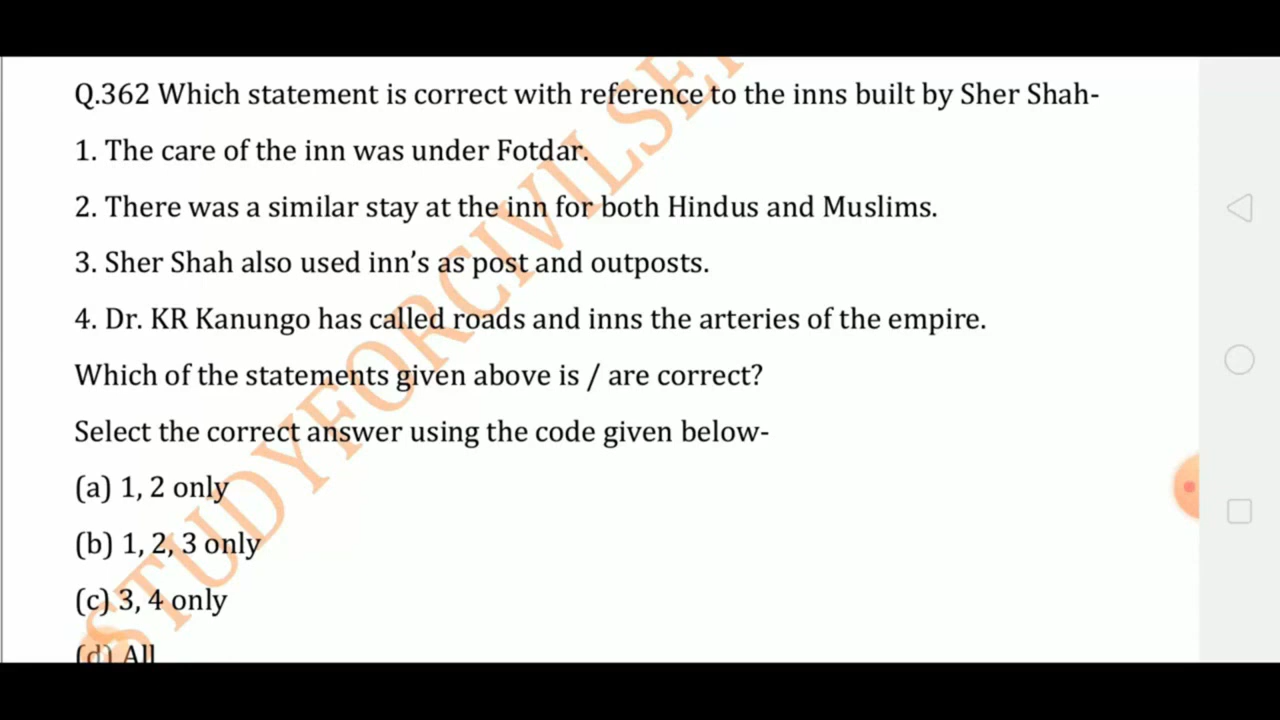 Q.362 Which statement is correct with reference to the inns built by Sher Shah-
1. The care of the inn was under Fotdar.
2. There was a similar stay at the inn for both Hindus and Muslims.
3. Sher Shah also used inn’s as post and outposts.
4. Dr. KR Kanungo has called roads and inns the arteries of the empire.
Which of the statements given above is / are correct?
Select the correct answer using the code given below-
(a) 1, 2 only
(b) 1, 2, 3 only
(c) 3, 4 only
(d) All